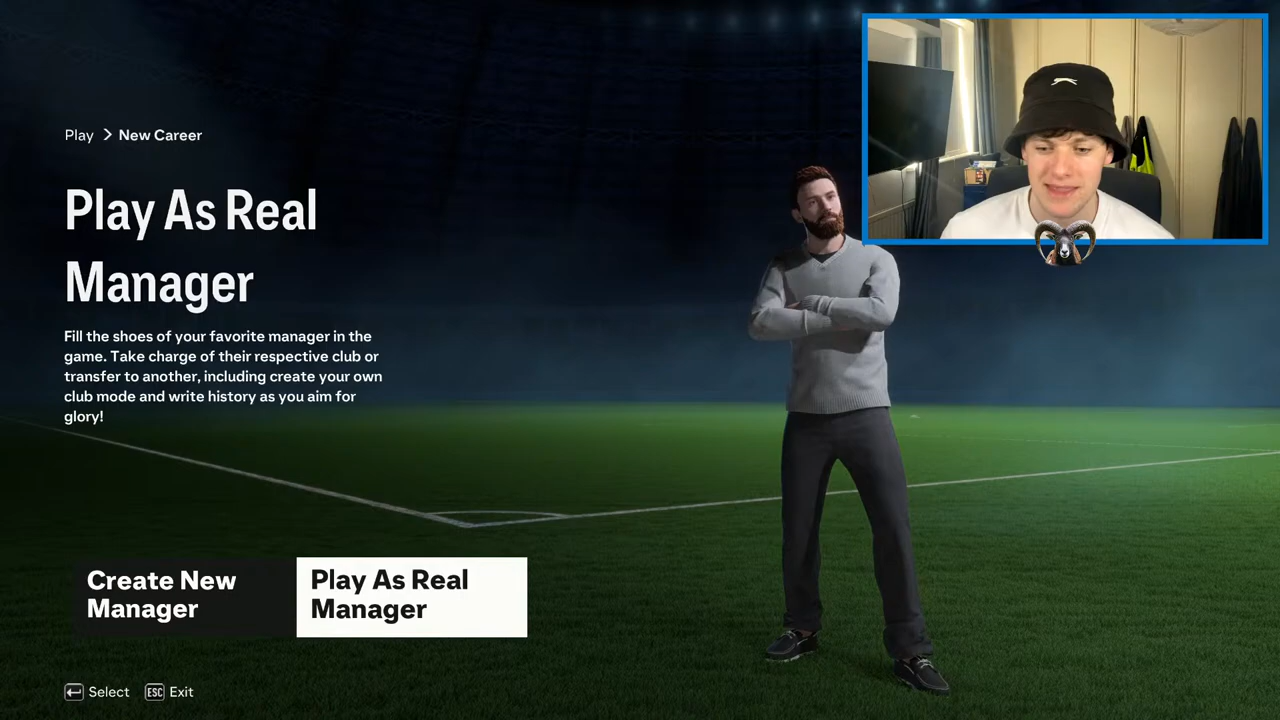 Play > New Career
Play As Real
Manager
Fill the shoes of your favorite manager in the
game. Take charge of their respective club or
transfer to another, including create your own
club mode and write history as you aim for
glory!
Create New
Manager
Play As Real
Manager
Select ESC Exit